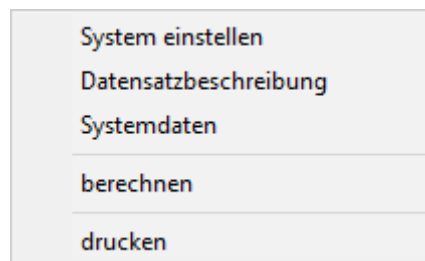 System einstellen
Datensatzbeschreibung
Systemdaten
berechnen
drucken